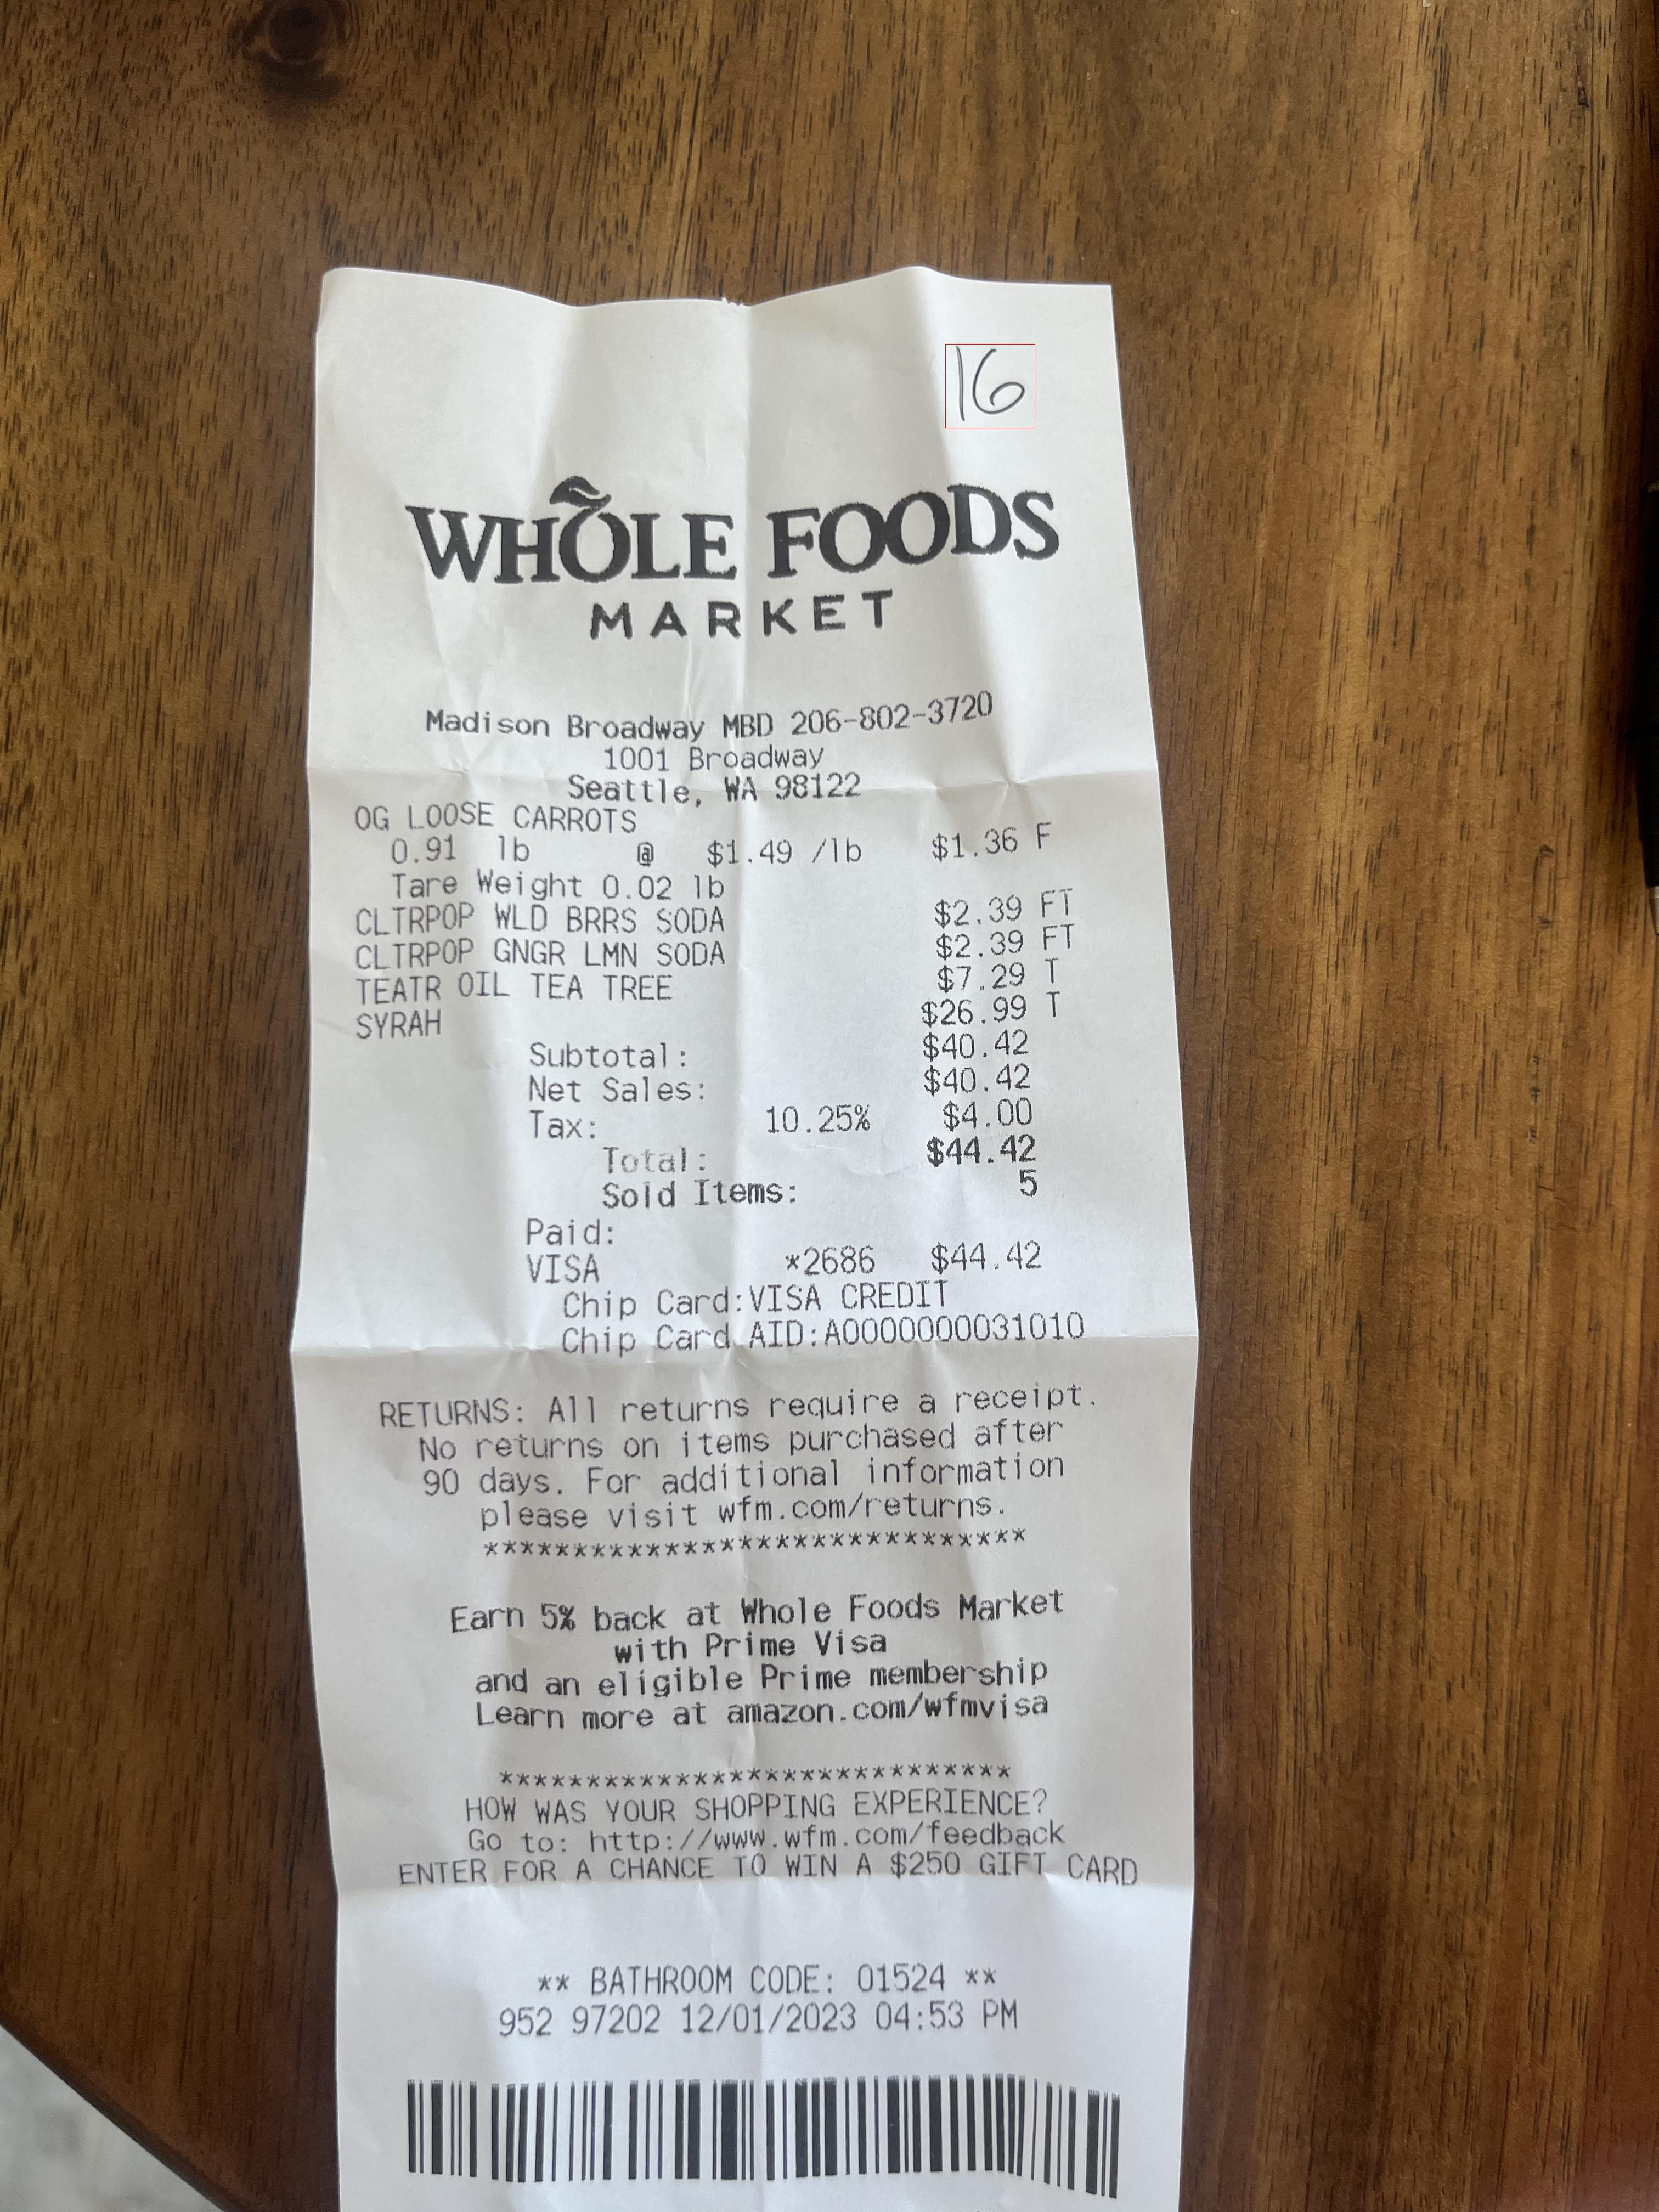 16
WHOLE FOODS
MARKET
Madison Broadway MBD 206-802-3720
1001 Broadway
Seattle, WA 98122
OG LOOSE CARROTS
0.91 lb @ $1.49 /lb $1.36 F
Tare Weight 0.02 lb
CLTRPOP WLD BRRS SODA $2.39 FT
CLTRPOP GNGR LMN SODA $2.39 FT
TEATR OIL TEA TREE $7.29 T
SYRAH $26.99 T
Subtotal: $40.42
Net Sales: $40.42
Tax: 10.25% $4.00
Total: $44.42
Sold Items: 5
Paid:
VISA *2686 $44.42
Chip Card:VISA CREDIT
Chip Card AID:A0000000031010
RETURNS: All returns require a receipt.
No returns on items purchased after
90 days. For additional information
please visit wfm.com/returns.
******************************
Earn 5% back at Whole Foods Market
with Prime Visa
and an eligible Prime membership
Learn more at amazon.com/wfmvisa
******************************
HOW WAS YOUR SHOPPING EXPERIENCE?
Go to: http://www.wfm.com/feedback
ENTER FOR A CHANCE TO WIN A $250 GIFT CARD
** BATHROOM CODE: 01524 **
952 97202 12/01/2023 04:53 PM